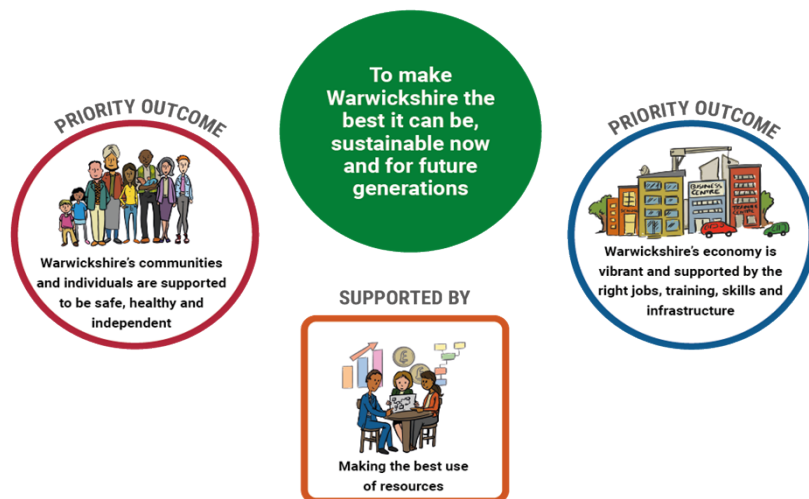 To make
Warwickshire the
best it can be,
sustainable now
and for future
generations
PRIORITY OUTCOME
Warwickshire's communities
and individuals are supported
to be safe, healthy and
independent
PRIORITY OUTCOME
BUSINESS
CENTRE
CENTRE
Warwickshire's economy is
vibrant and supported by the
right jobs, training, skills and
infrastructure
SUPPORTED BY
£
£
Making the best use
of resources